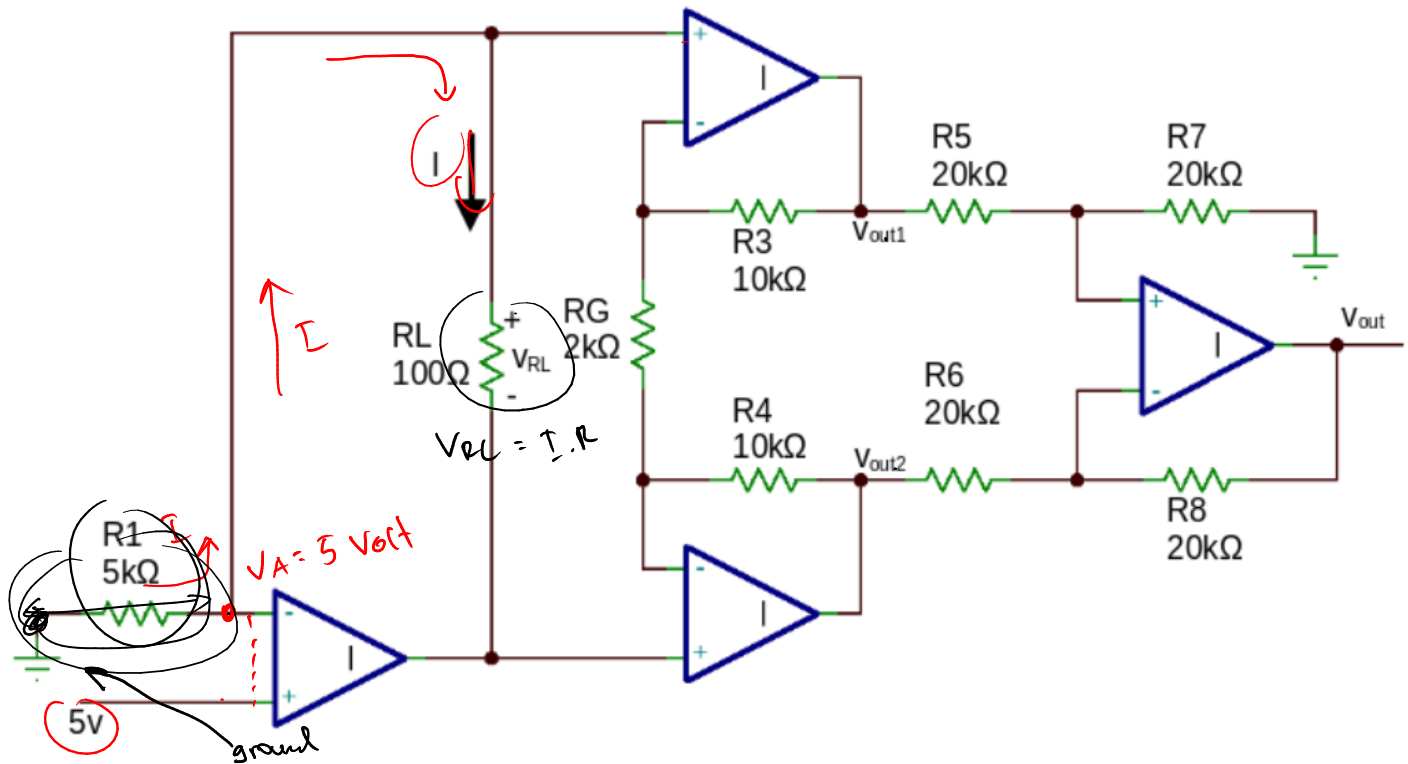 +
I
-
I
R5
20kΩ
R7
20kΩ
R3
10kΩ
Vout1
I
RL
100Ω
+
VRL
-
RG
2kΩ
VRL = I.R
+
I
-
Vout
R6
20kΩ
R4
10kΩ
Vout2
R8
20kΩ
R1
5kΩ
I
VA = 5 Volt
-
I
+
-
I
+
5v
ground